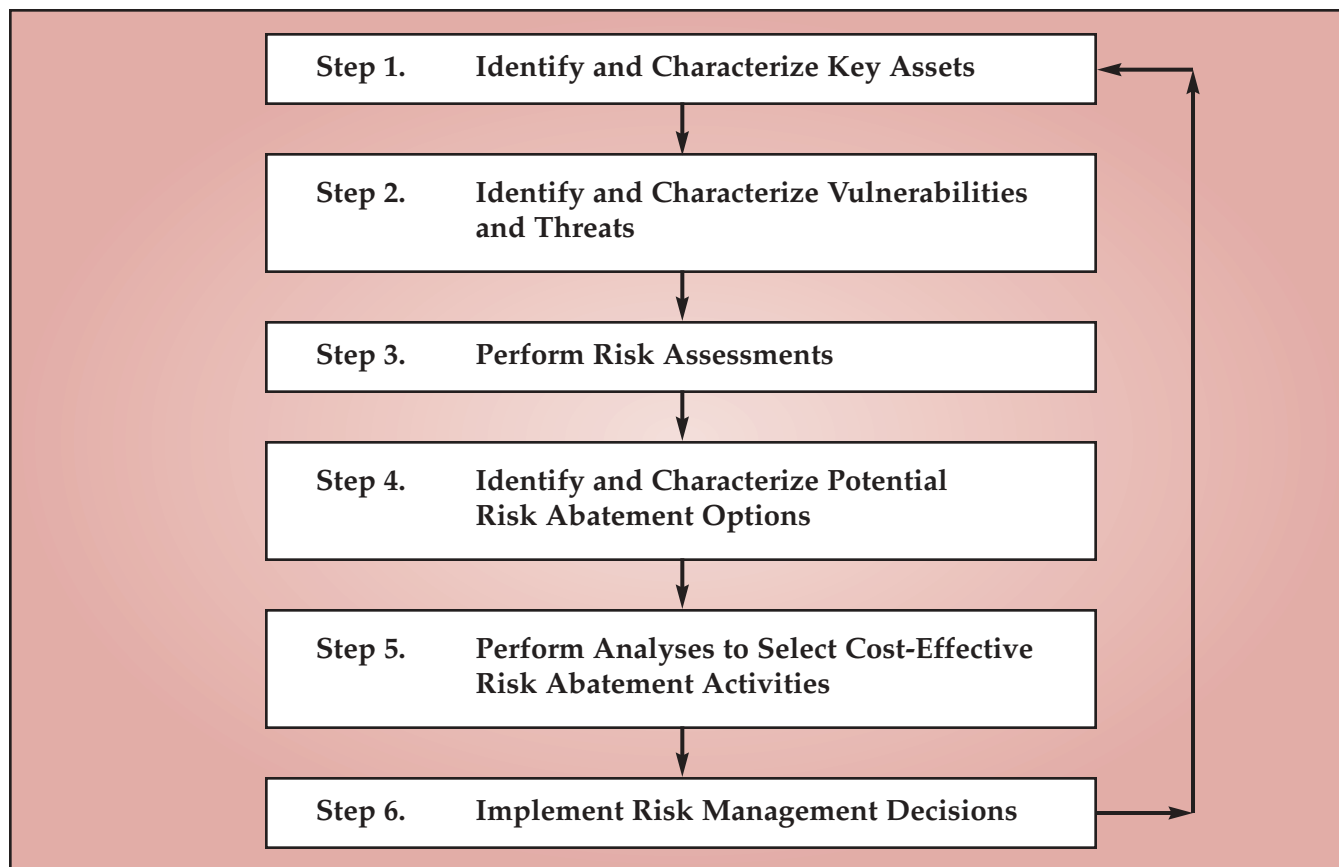 Step 1. Identify and Characterize Key Assets
Step 2. Identify and Characterize Vulnerabilities
and Threats
Step 3. Perform Risk Assessments
Step 4. Identify and Characterize Potential
Risk Abatement Options
Step 5. Perform Analyses to Select Cost-Effective
Risk Abatement Activities
Step 6. Implement Risk Management Decisions